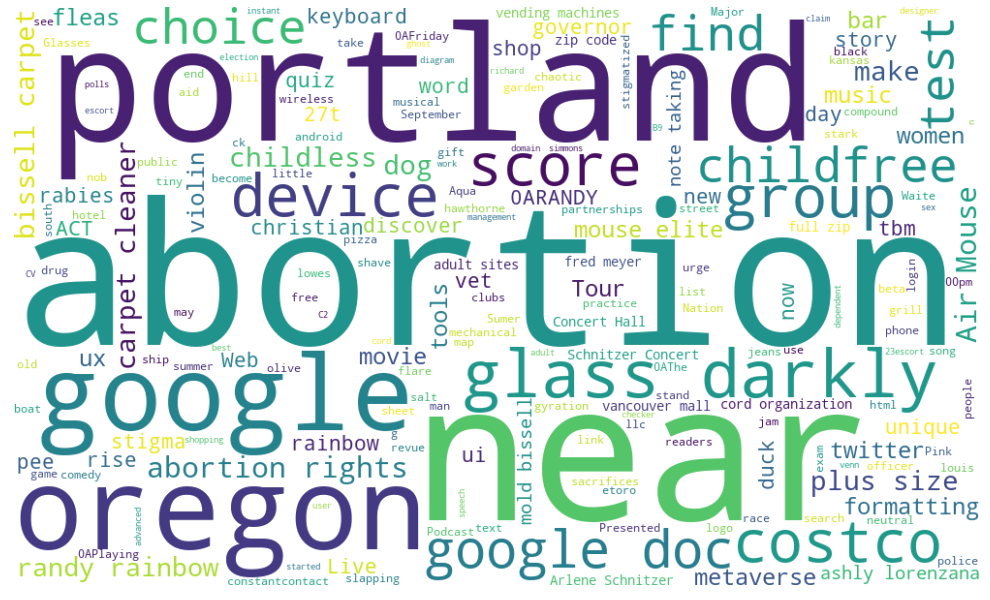 fleas
choice
instant
keyboard
vending machines
Major
claim
designer
see
Glasses
take
OAFriday
shop
governor
zip code
find
bar
story
black
kansas
test
bissell carpet
portland
election
ghost
diagram
richard
chaotic
garden
stigmatized
note taking
make
polls
escort
end
aid
hill
quiz
wireless
27t
musical
September
android
word
music
day
compound
stark
women
B9
c
carpet cleaner
public
nob
tiny
rabies
hotel
ACT
south
violin
ck
become
childless
gift
work
little
dog
device
christian
discover
score
domain
simmons
Aqua
hawthorne
management
OARANDY
partnerships
street
mouse elite
new
childfree
group
full zip
tbm
Waite
sex
Air Mouse
abortion
CV
drug
may
pizza
shave
lowes
free
C2
adult sites
vet
clubs
fred meyer
Tour
practice
urge
list
Nation
now
dependent
beta
grill
phone
login
00pm
tools
mechanical
map
Sumer
Concert Hall
old
ux
ship
summer
best
Web
olive
movie
flare
cord
adult
Schnitzer Concert
OAThe
jeans
use
23escort
song
google
glass darkly
boat
stigma
shopping
rainbow
salt
sheet
g
revue
man
mold bissell
gyration
vancouver mall
llc
stand
checker
cord organization
jam
readers
link
html
unique
people
pee
game
rise
comedy
abortion rights
near
ui
sacrifices
etoro
duck
exam
venn
twitter
officer
Pink
louis
plus size
formatting
oregon
advanced
user
speech
Podcast
text
Presented
logo
race
search
neutral
OAPlaying
started
randy rainbow
constantcontact
Live
slapping
google doc
costco
Arlene Schnitzer
metaverse
ashly lorenzana
police